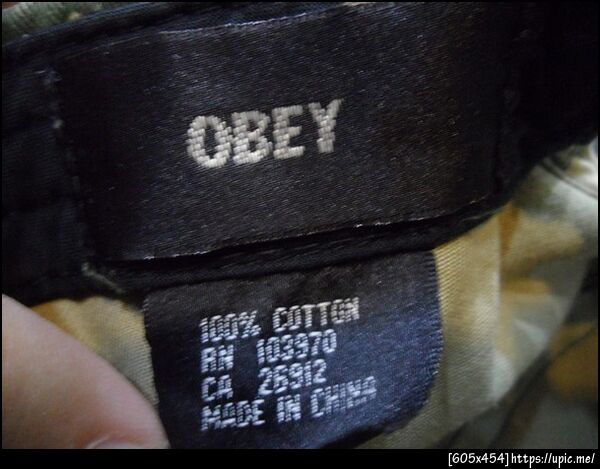 OBEY
100% COTTON
RN 103970
CA 26912
MADE IN CHINA
[605x454]https://upic.me/